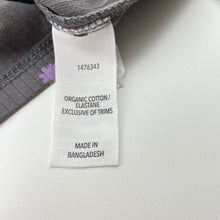 1476343
ORGANIC COTTON /
ELASTANE
EXCLUSIVE OF TRIMS
MADE IN
BANGLADESH